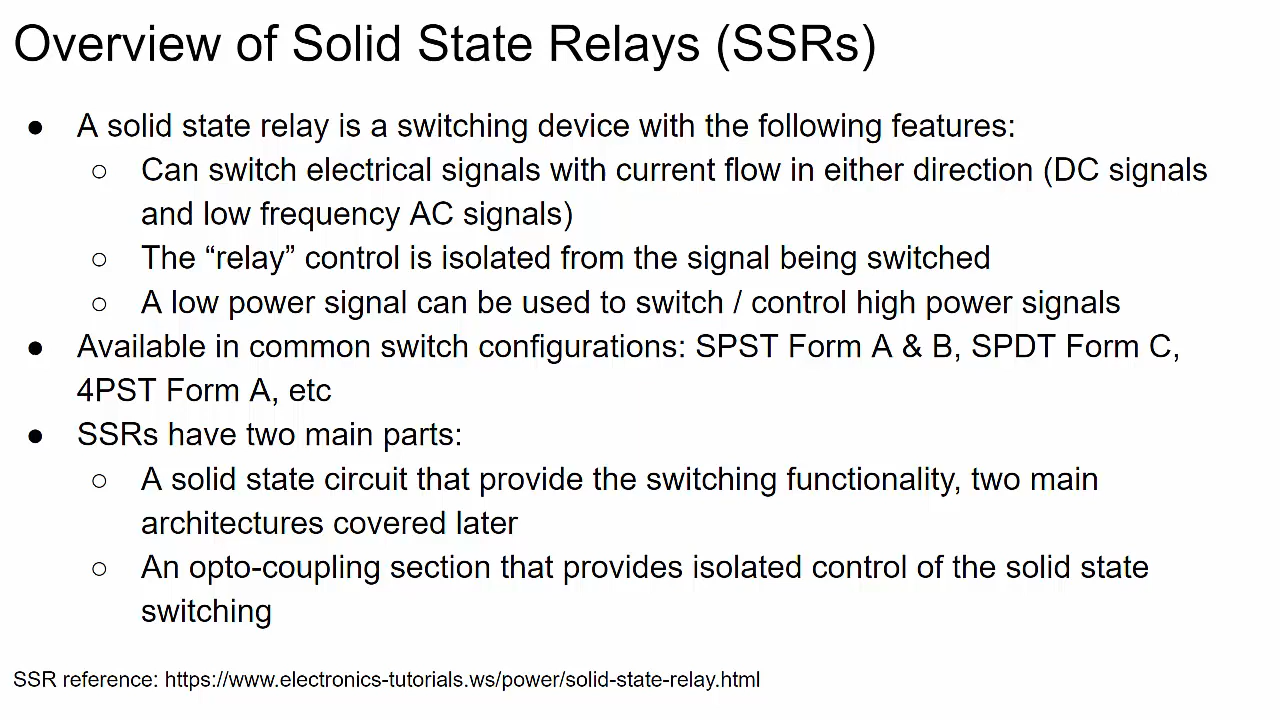 Overview of Solid State Relays (SSRs)
● A solid state relay is a switching device with the following features:
○ Can switch electrical signals with current flow in either direction (DC signals
and low frequency AC signals)
○ The “relay” control is isolated from the signal being switched
○ A low power signal can be used to switch / control high power signals
● Available in common switch configurations: SPST Form A & B, SPDT Form C,
4PST Form A, etc
● SSRs have two main parts:
○ A solid state circuit that provide the switching functionality, two main
architectures covered later
○ An opto-coupling section that provides isolated control of the solid state
switching
SSR reference: https://www.electronics-tutorials.ws/power/solid-state-relay.html